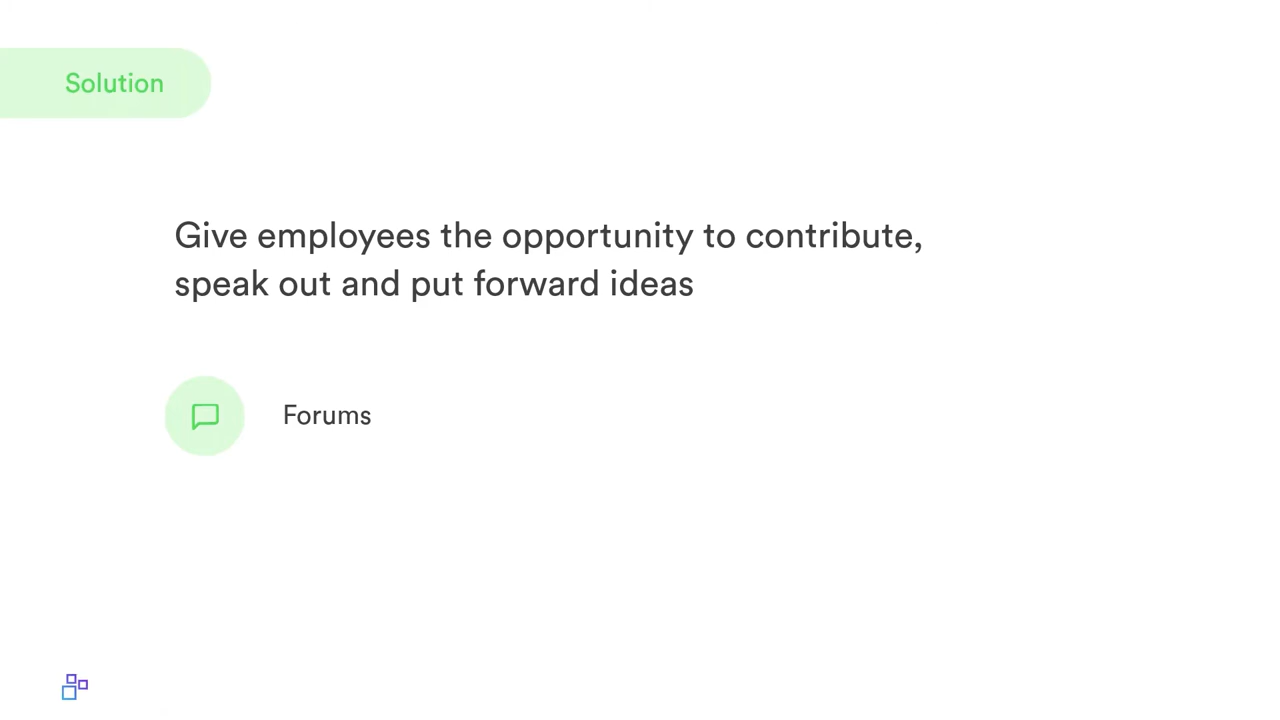 Solution
Give employees the opportunity to contribute,
speak out and put forward ideas
Forums